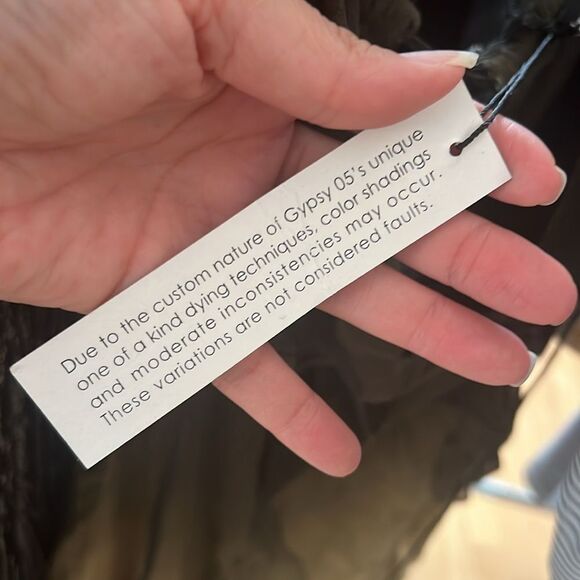 Due to the custom nature of Gypsy 05's unique
one of a kind dying techniques, color shadings
and moderate inconsistencies may occur.
These variations are not considered faults.